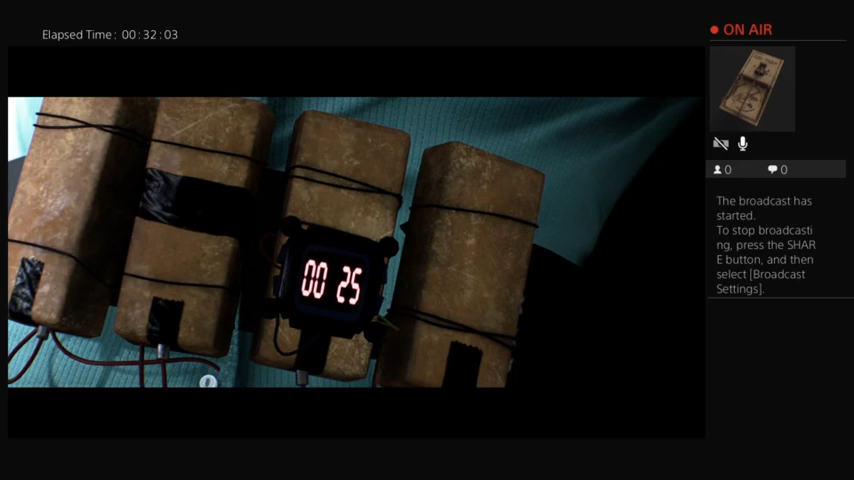 Elapsed Time: 00:32:03
ON AIR
00 25
0
0
The broadcast has
started.
To stop broadcasti
ng, press the SHAR
E button, and then
select [Broadcast
Settings].